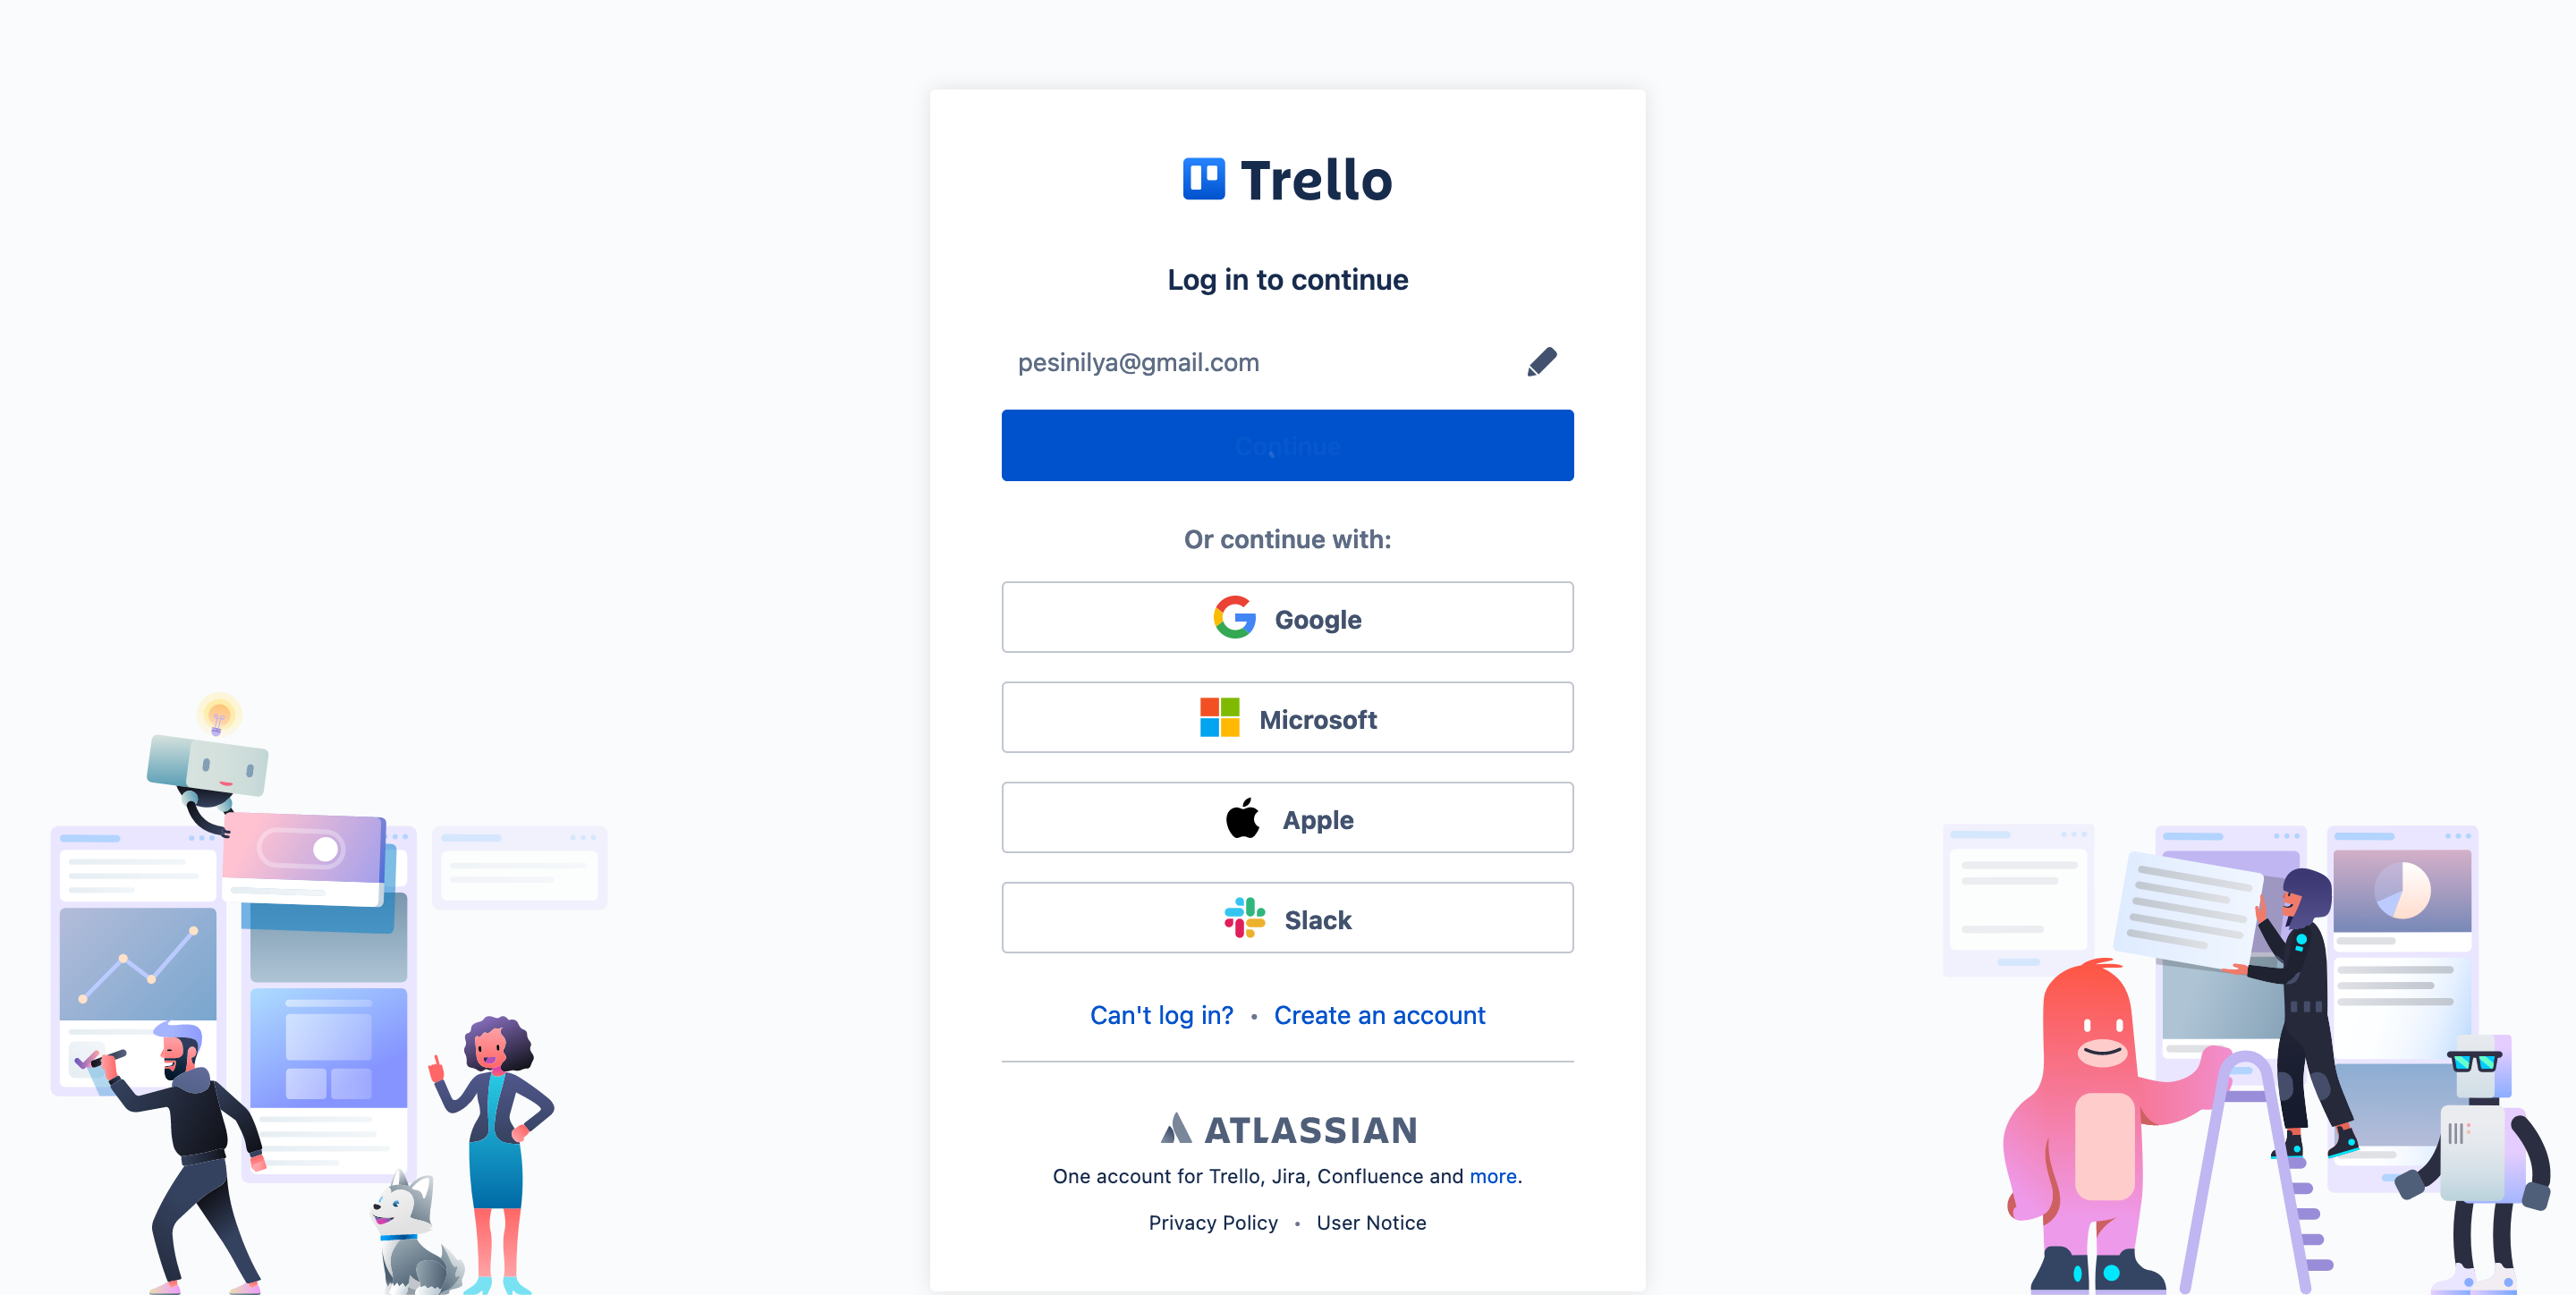 Trello
Log in to continue
pesinilya@gmail.com
Continue
Or continue with:
Google
Microsoft
Apple
Slack
Can't log in? • Create an account
ATLASSIAN
One account for Trello, Jira, Confluence and more.
Privacy Policy • User Notice